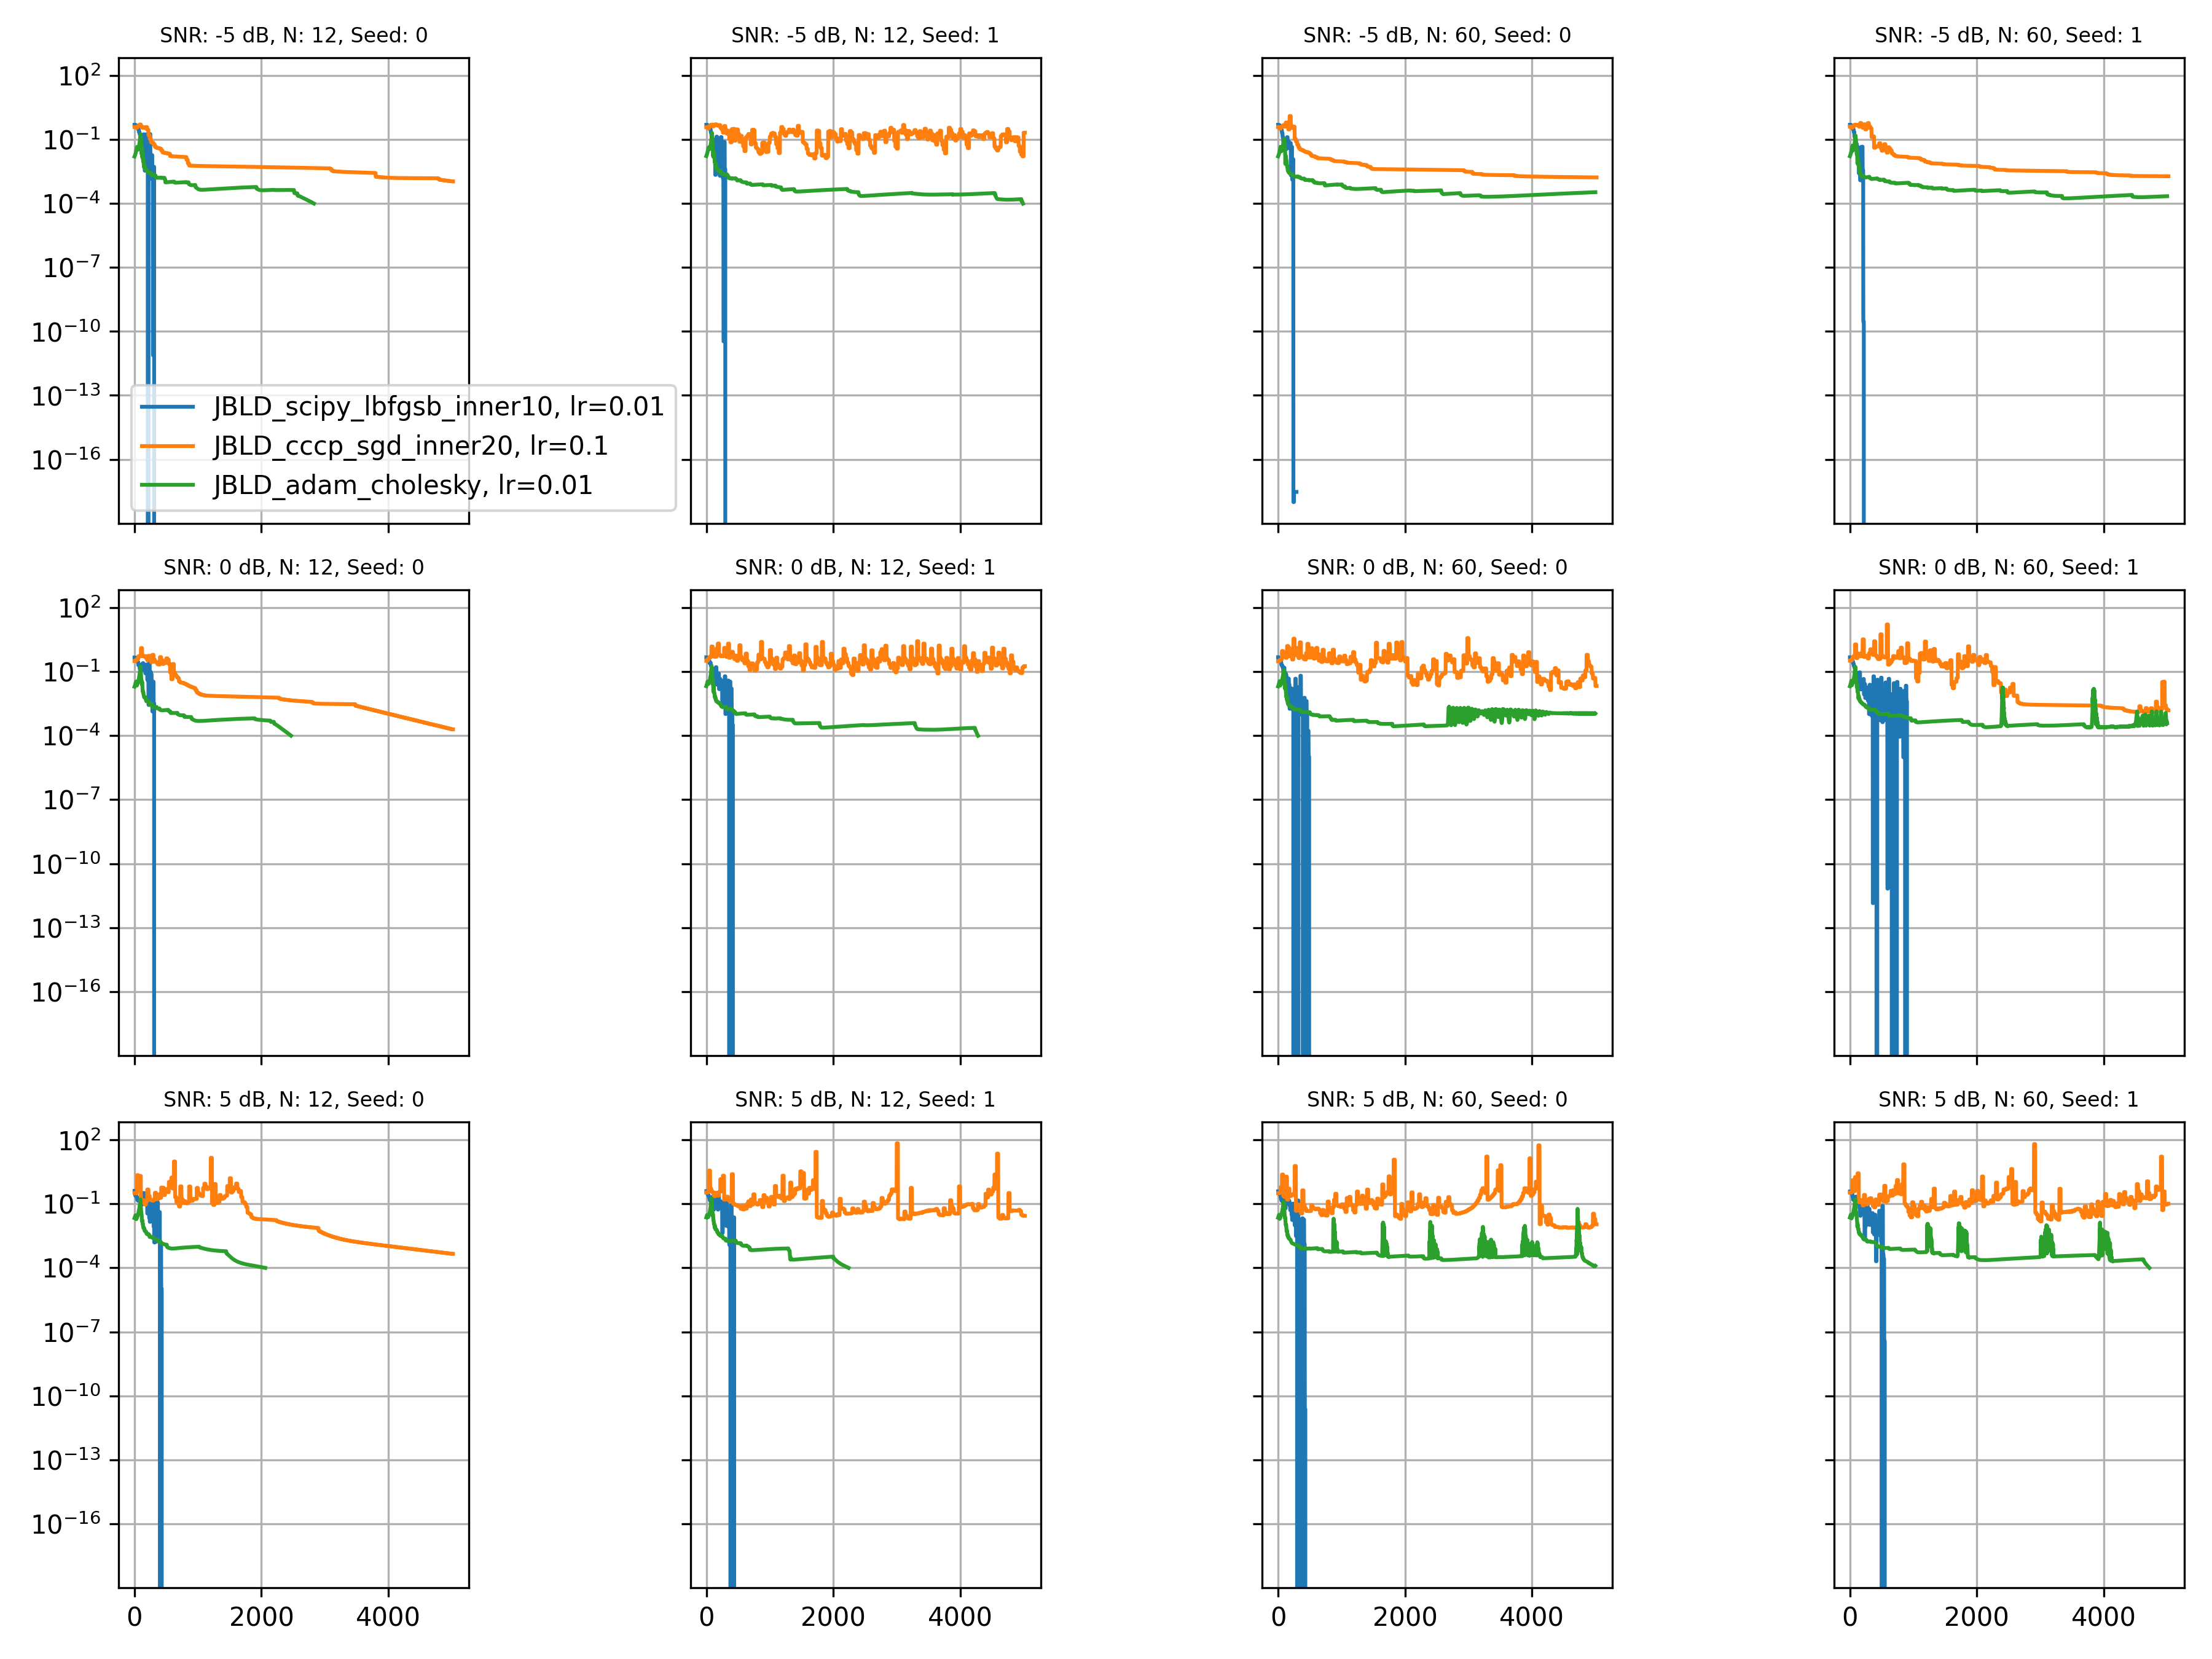 SNR: -5 dB, N: 12, Seed: 0
SNR: -5 dB, N: 12, Seed: 1
SNR: -5 dB, N: 60, Seed: 0
SNR: -5 dB, N: 60, Seed: 1
10²
10⁻¹
10⁻⁴
10⁻⁷
10⁻¹⁰
10⁻¹³
10⁻¹⁶
JBLD_scipy_lbfgsb_inner10, lr=0.01
JBLD_cccp_sgd_inner20, lr=0.1
JBLD_adam_cholesky, lr=0.01
SNR: 0 dB, N: 12, Seed: 0
SNR: 0 dB, N: 12, Seed: 1
SNR: 0 dB, N: 60, Seed: 0
SNR: 0 dB, N: 60, Seed: 1
10²
10⁻¹
10⁻⁴
10⁻⁷
10⁻¹⁰
10⁻¹³
10⁻¹⁶
SNR: 5 dB, N: 12, Seed: 0
SNR: 5 dB, N: 12, Seed: 1
SNR: 5 dB, N: 60, Seed: 0
SNR: 5 dB, N: 60, Seed: 1
10²
10⁻¹
10⁻⁴
10⁻⁷
10⁻¹⁰
10⁻¹³
10⁻¹⁶
0 2000 4000
0 2000 4000
0 2000 4000
0 2000 4000